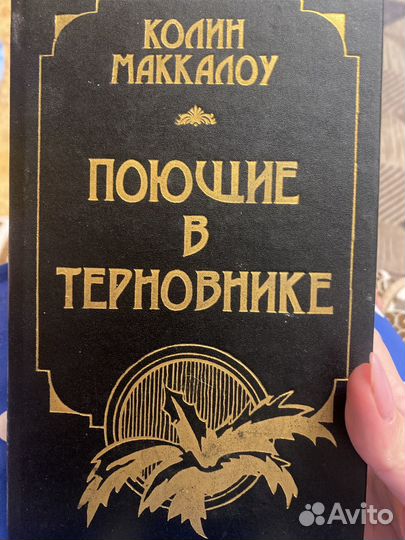 КОЛИН
МАККАЛОУ
ПОЮЩИЕ
В
ТЕРНОВНИКЕ
Avito